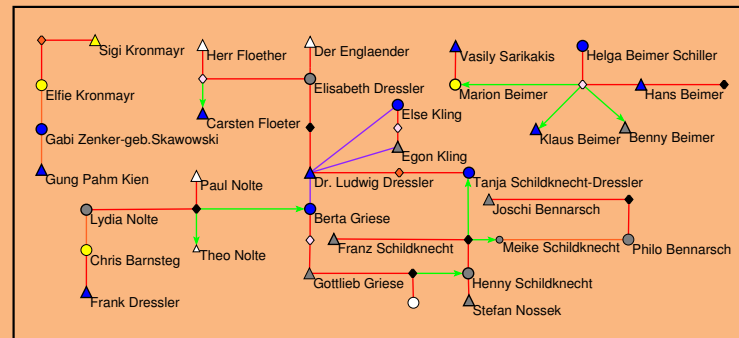 Sigi Kronmayr
Herr Floether
Der Englaender
Vasily Sarikakis
Helga Beimer Schiller
Elfie Kronmayr
Elisabeth Dressler
Marion Beimer
Hans Beimer
Carsten Floeter
Else Kling
Gabi Zenker-geb.Skawowski
Klaus Beimer
Benny Beimer
Egon Kling
Gung Pahm Kien
Paul Nolte
Dr. Ludwig Dressler
Tanja Schildknecht-Dressler
Joschi Bennarsch
Lydia Nolte
Berta Griese
Theo Nolte
Franz Schildknecht
Meike Schildknecht
Philo Bennarsch
Chris Barnsteg
Gottlieb Griese
Henny Schildknecht
Frank Dressler
Stefan Nossek